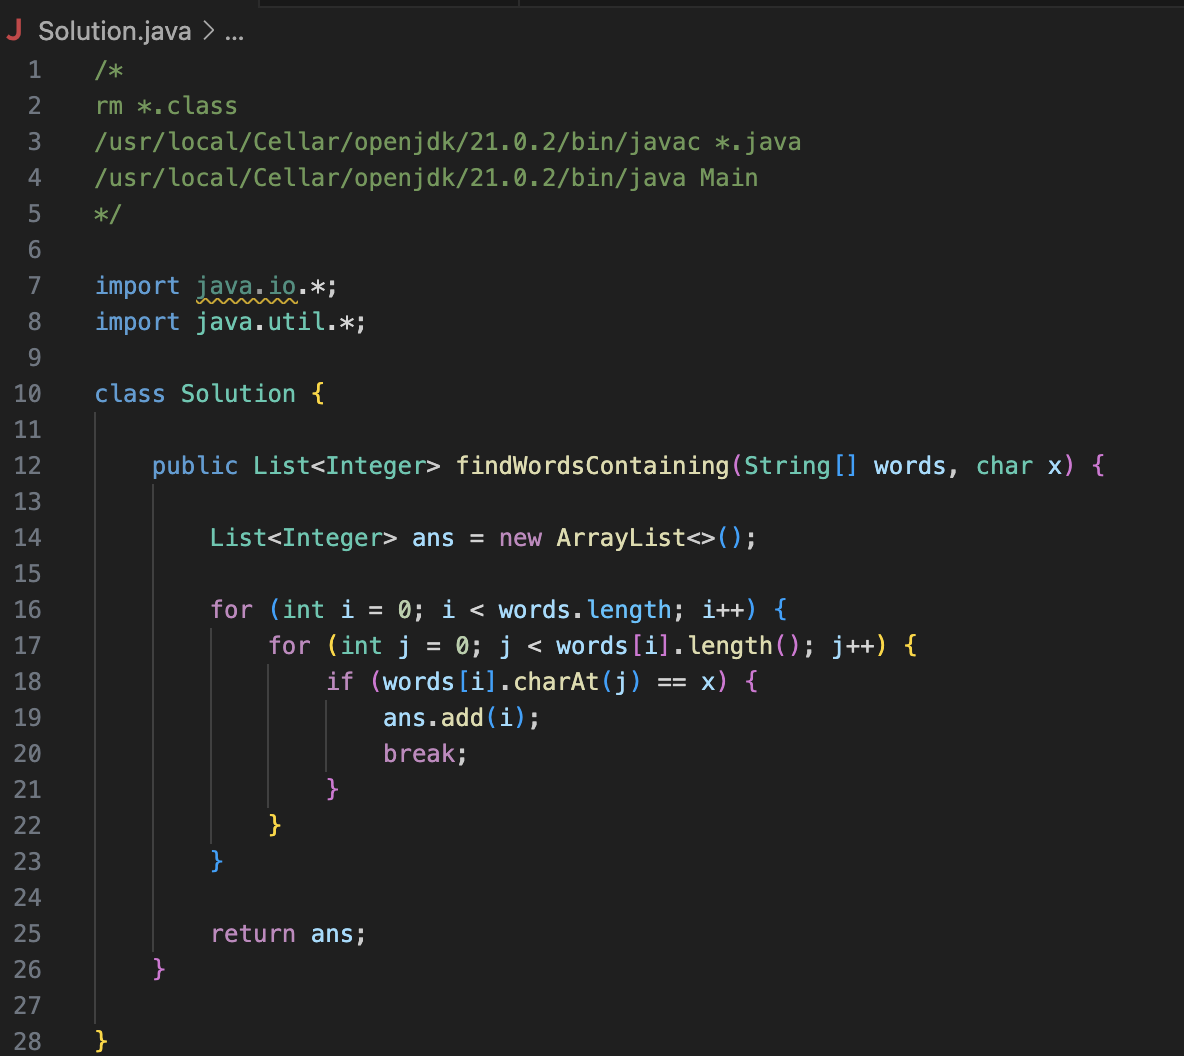 J Solution.java > ...
1 /*
2 rm *.class
3 /usr/local/Cellar/openjdk/21.0.2/bin/javac *.java
4 /usr/local/Cellar/openjdk/21.0.2/bin/java Main
5 */
6
7 import java.io.*;
8 import java.util.*;
9
10 class Solution {
11
12     public List<Integer> findWordsContaining(String[] words, char x) {
13
14         List<Integer> ans = new ArrayList<>();
15
16         for (int i = 0; i < words.length; i++) {
17             for (int j = 0; j < words[i].length(); j++) {
18                 if (words[i].charAt(j) == x) {
19                     ans.add(i);
20                     break;
21                 }
22             }
23         }
24
25         return ans;
26     }
27
28 }